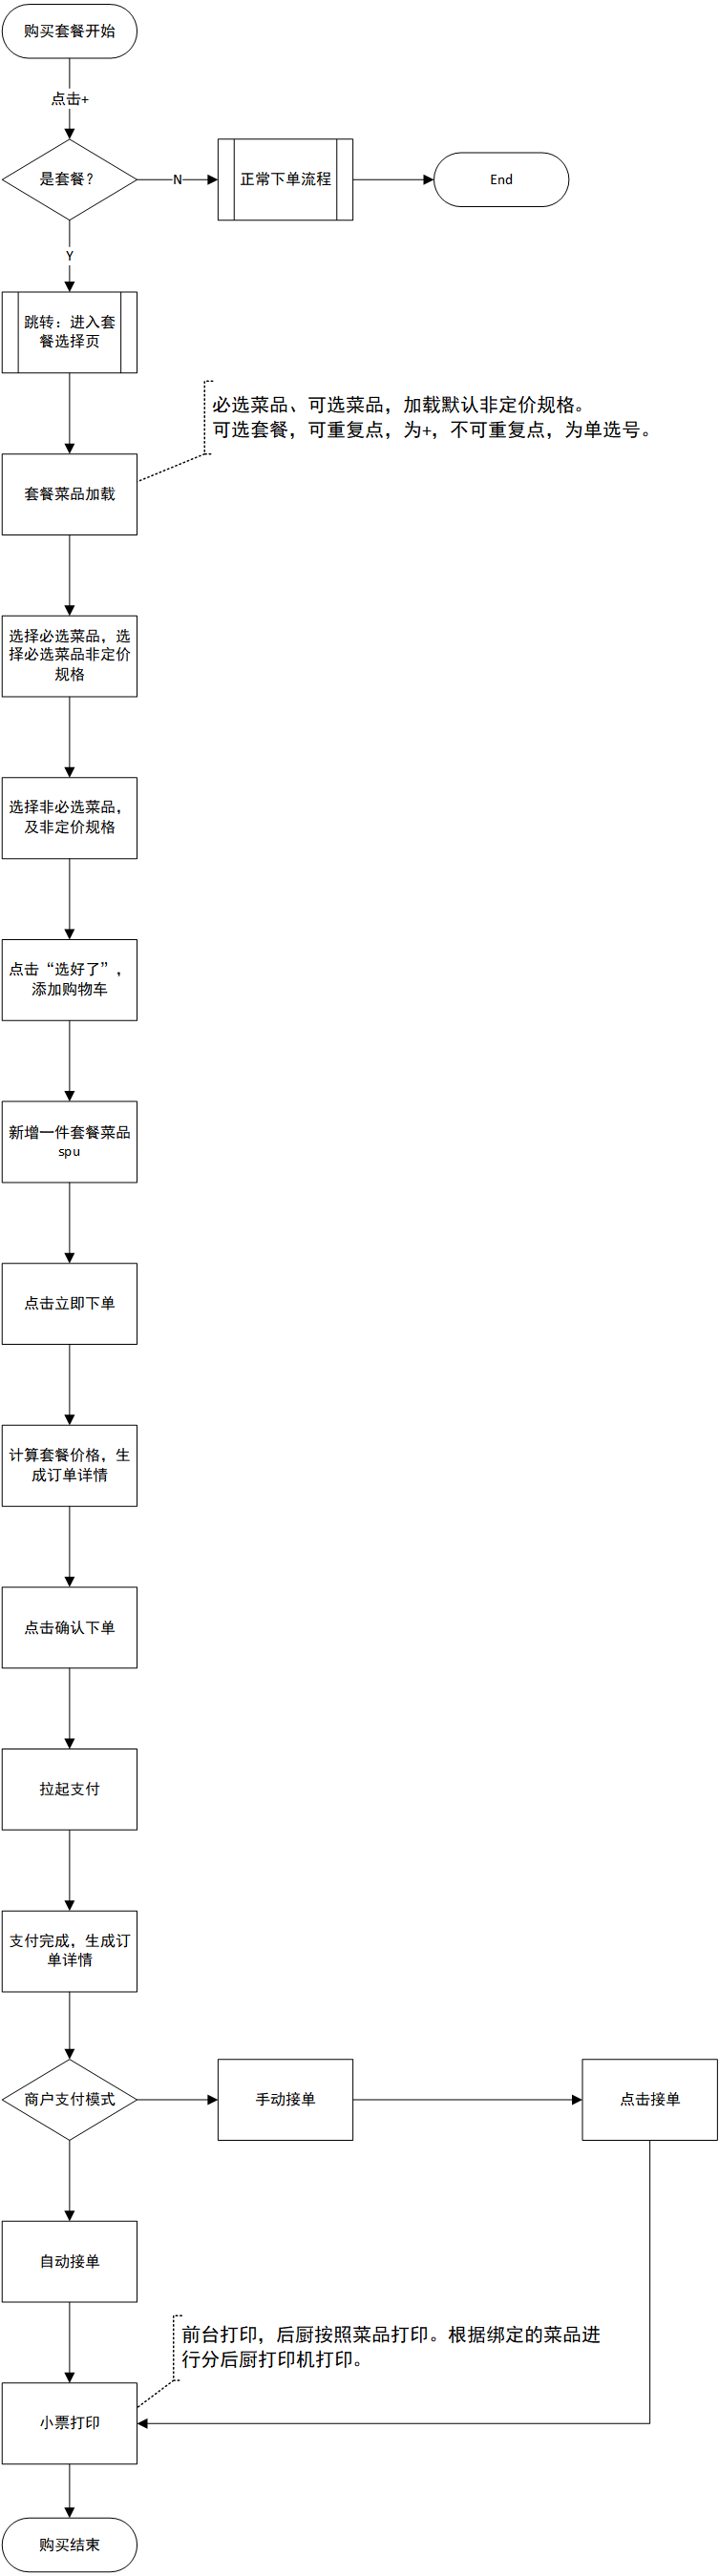 购买套餐开始
点击+
是套餐？
N
正常下单流程
End
Y
跳转：进入套
餐选择页
必选菜品、可选菜品，加载默认非定价规格。
可选套餐，可重复点，为+，不可重复点，为单选号。
套餐菜品加载
选择必选菜品，选
择必选菜品非定价
规格
选择非必选菜品，
及非定价规格
点击“选好了”，
添加购物车
新增一件套餐菜品
spu
点击立即下单
计算套餐价格，生
成订单详情
点击确认下单
拉起支付
支付完成，生成订
单详情
商户支付模式
手动接单
点击接单
自动接单
前台打印，后厨按照菜品打印。根据绑定的菜品进
行分后厨打印机打印。
小票打印
购买结束